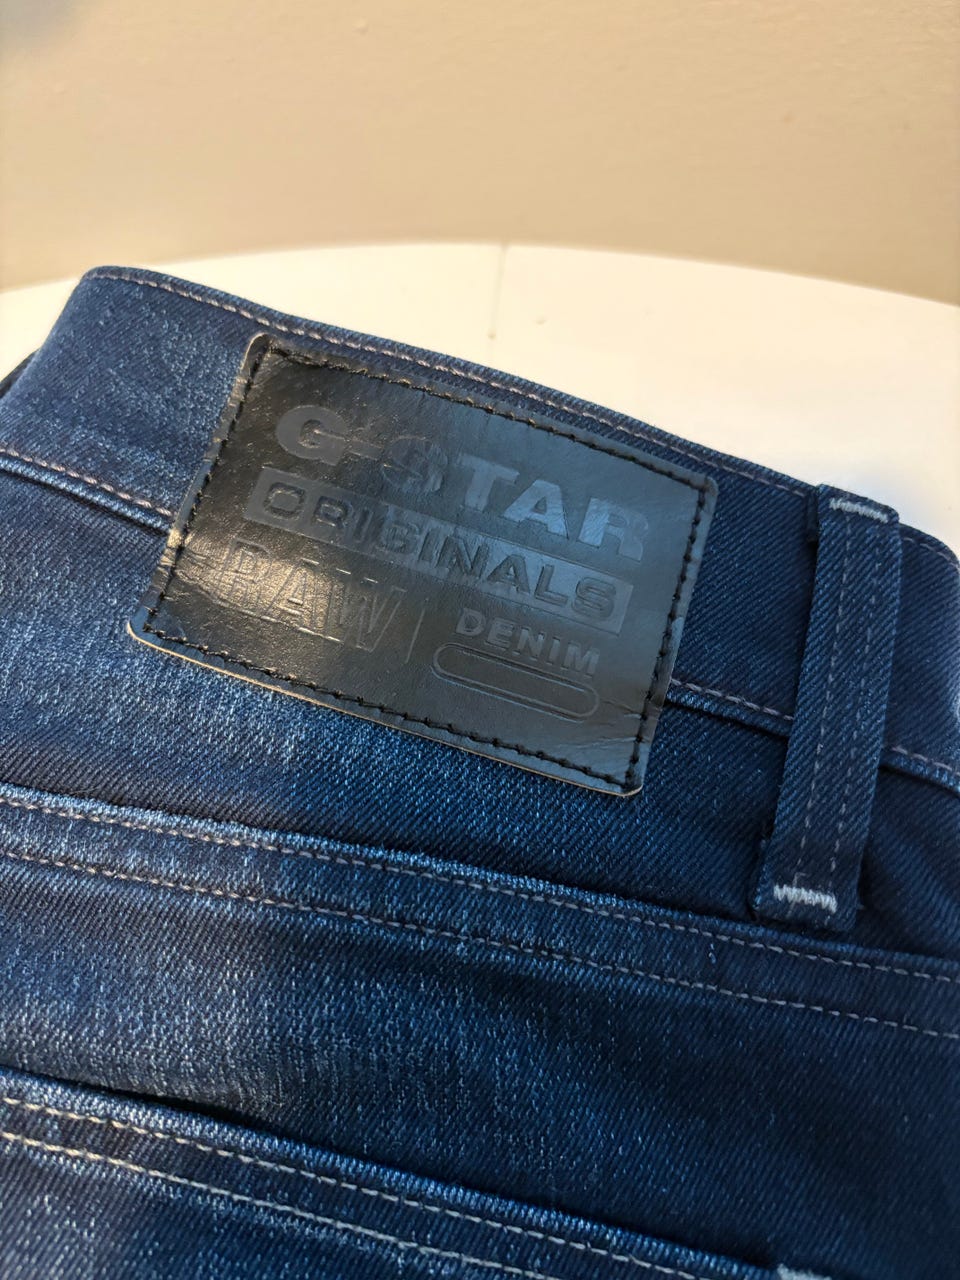 G-STAR
ORIGINALS
RAW | DENIM